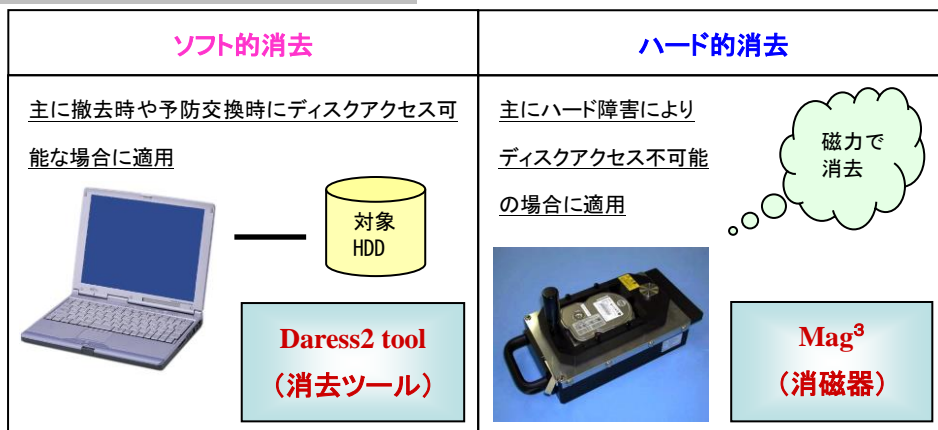 ソフト的消去
ハード的消去
主に撤去時や予防交換時にディスクアクセス可
能な場合に適用
対象
HDD
Daress2 tool
(消去ツール)
主にハード障害により
ディスクアクセス不可能
の場合に適用
磁力で
消去
Mag³
(消磁器)